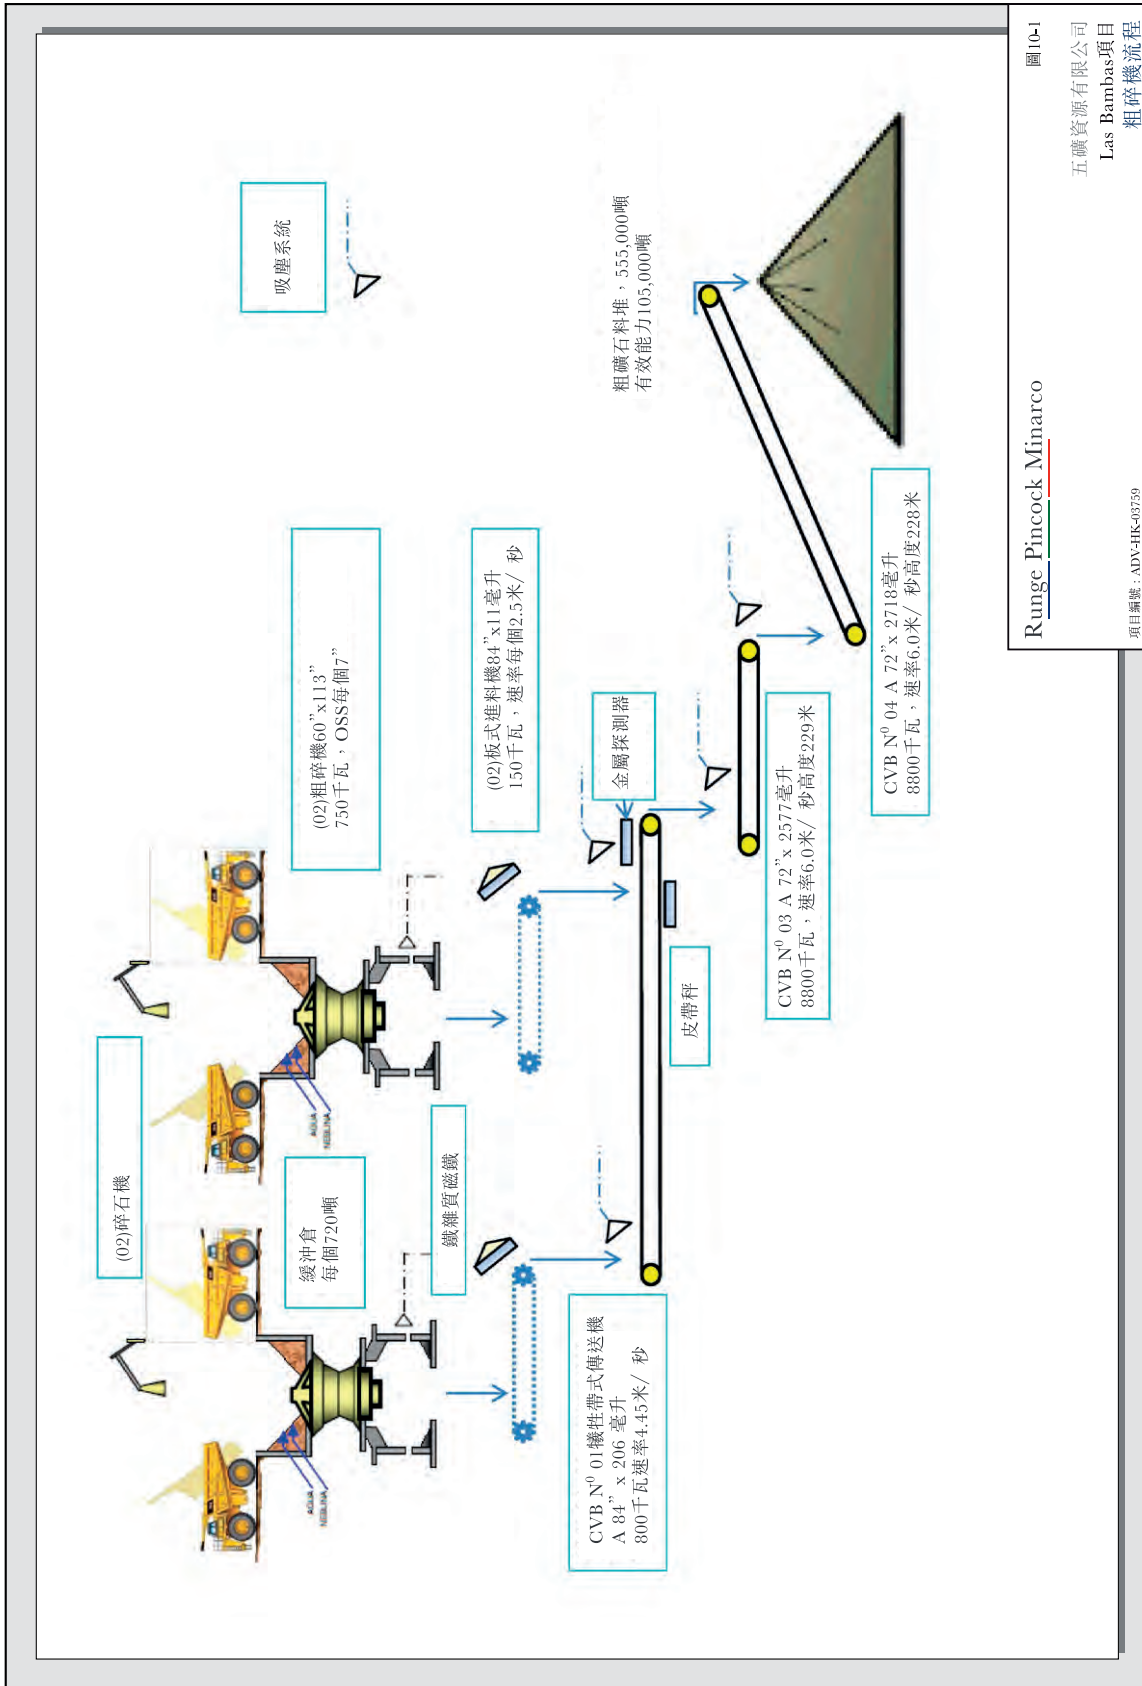 (02)碎石機
吸塵系統
緩沖倉
每個720噸
AGUA
NEBLINA
AGUA
NEBLINA
(02)粗碎機60”x113”
750千瓦，OSS每個7”
鐵雜質磁鐵
(02)板式進料機84”x11毫升
150千瓦，速率每個2.5米/ 秒
粗礦石料堆，555,000噸
有效能力105,000噸
金屬探測器
CVB N⁰ 01犧牲帶式傳送機
A 84” x 206 毫升
800千瓦速率4.45米/ 秒
皮帶秤
CVB N⁰ 03 A 72”x 2577毫升
8800千瓦，速率6.0米/ 秒高度229米
CVB N⁰ 04 A 72”x 2718毫升
8800千瓦，速率6.0米/ 秒高度228米
Runge Pincock Minarco
項目編號：ADV-HK-03759
圖10-1
五礦資源有限公司
Las Bambas項目
粗碎機流程